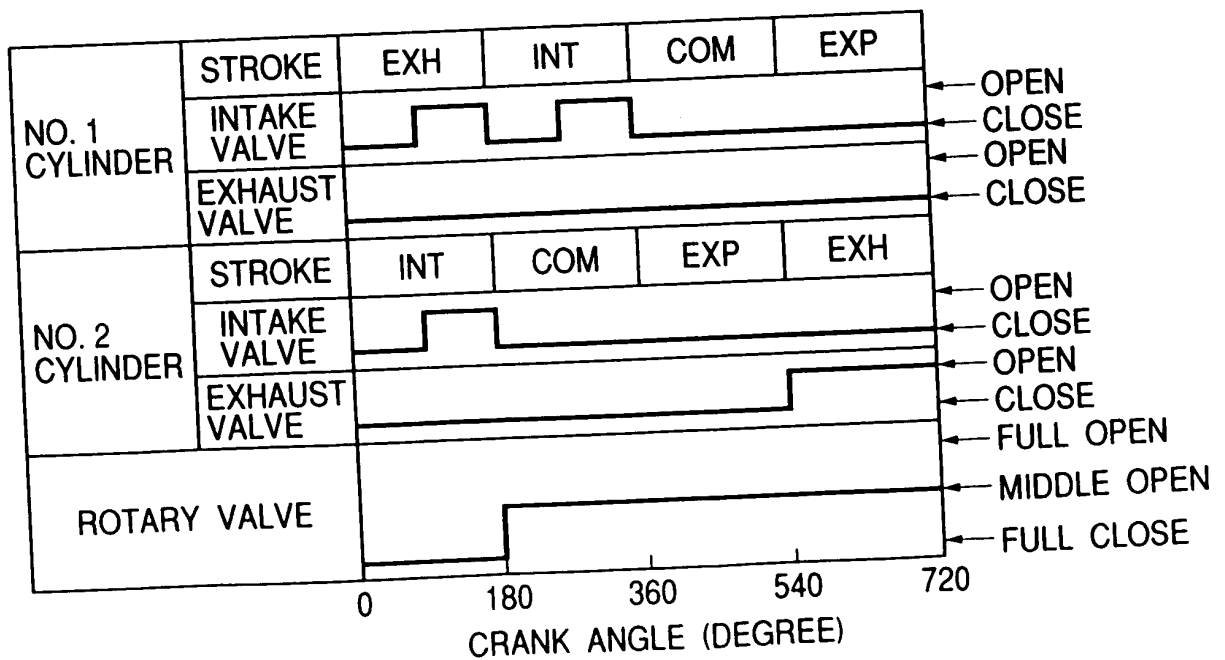 STROKE EXH INT COM EXP
NO. 1
CYLINDER
INTAKE
VALVE
OPEN
CLOSE
EXHAUST
VALVE
OPEN
CLOSE
STROKE INT COM EXP EXH
NO. 2
CYLINDER
INTAKE
VALVE
OPEN
CLOSE
EXHAUST
VALVE
OPEN
CLOSE
ROTARY VALVE
FULL OPEN
MIDDLE OPEN
FULL CLOSE
0 180 360 540 720
CRANK ANGLE (DEGREE)